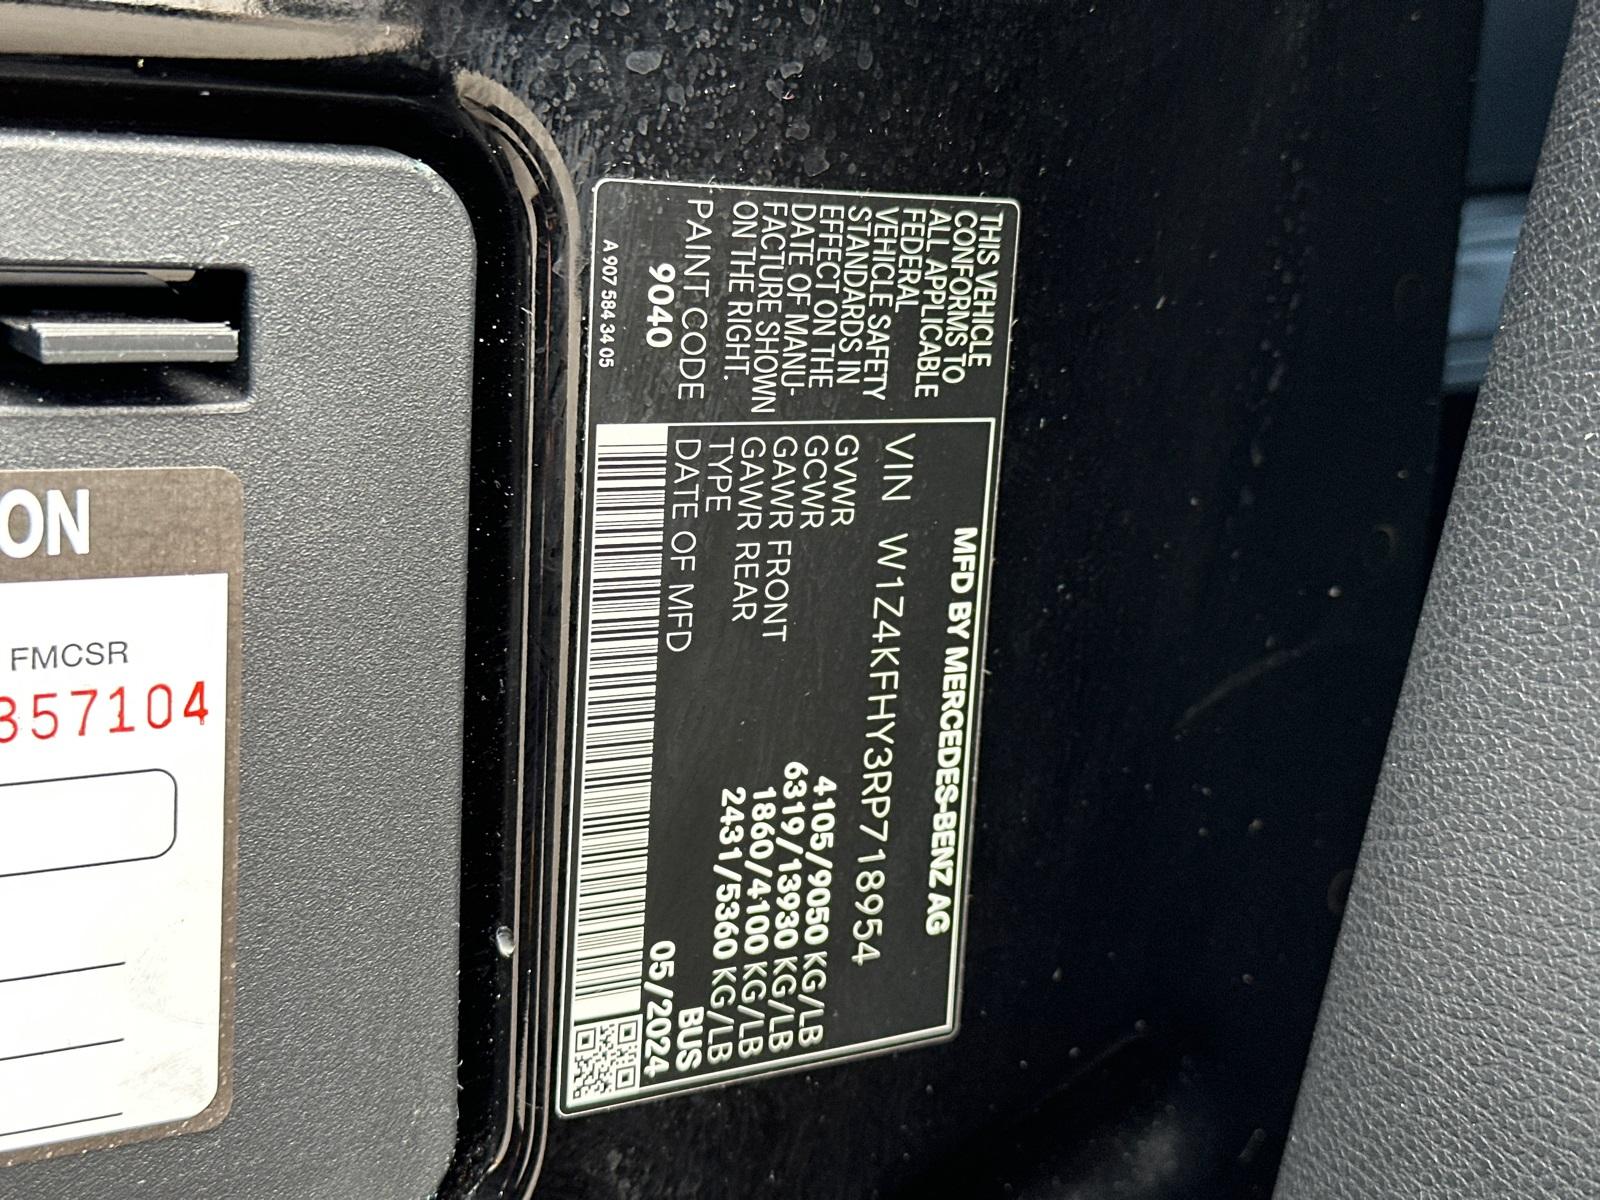 THIS VEHICLE
CONFORMS TO
ALL APPLICABLE
FEDERAL
VEHICLE SAFETY
STANDARDS IN
EFFECT ON THE
DATE OF MANU-
FACTURE SHOWN
ON THE RIGHT.
PAINT CODE
9040
A 907 584 34 05
MFD BY MERCEDES-BENZ AG
VIN W1Z4KFHY3RP718954
GVWR 4105/9050 KG/LB
GCWR 6319/13930 KG/LB
GAWR FRONT 1860/4100 KG/LB
GAWR REAR 2431/5360 KG/LB
TYPE BUS
DATE OF MFD 05/2024
ON
FMCSR
357104